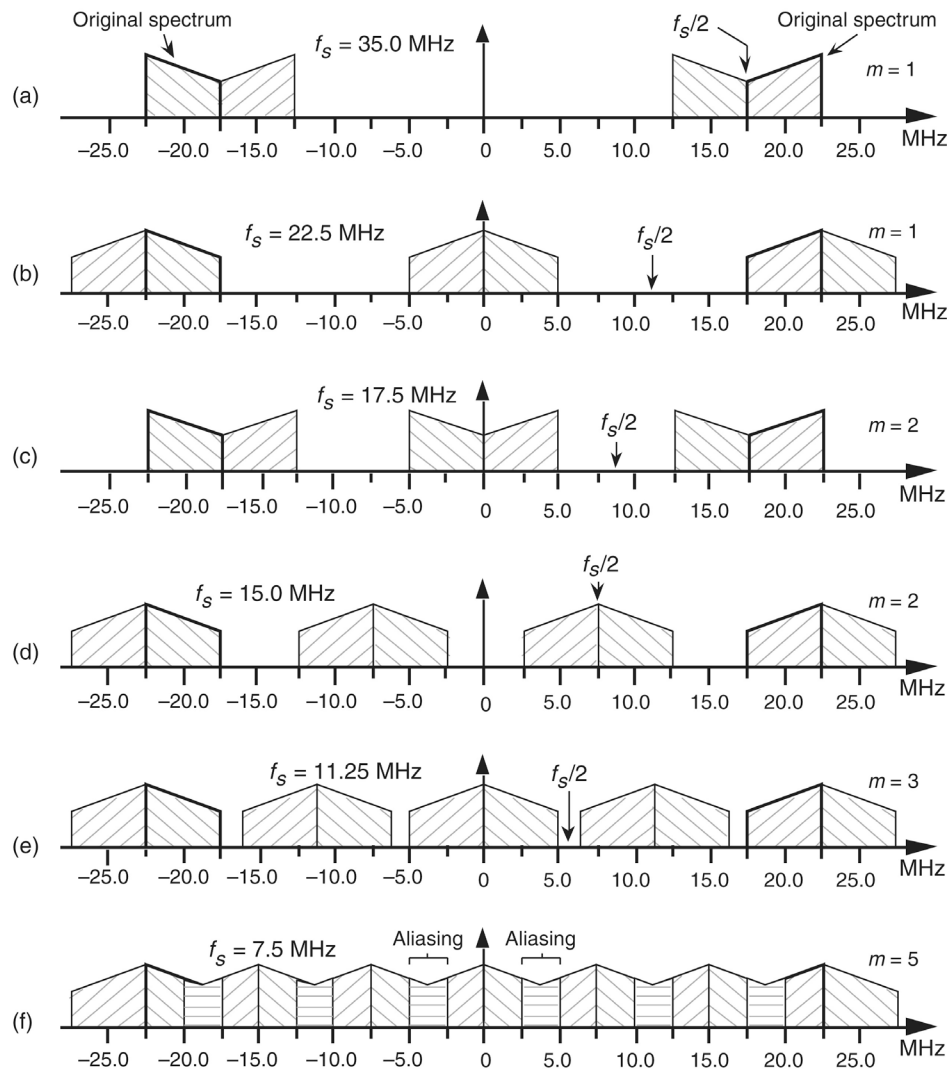 Original spectrum
f_s = 35.0 MHz
f_s/2
Original spectrum
m = 1
(a)
–25.0 –20.0 –15.0 –10.0 –5.0 0 5.0 10.0 15.0 20.0 25.0 MHz
f_s = 22.5 MHz
f_s/2
m = 1
(b)
–25.0 –20.0 –15.0 –10.0 –5.0 0 5.0 10.0 15.0 20.0 25.0 MHz
f_s = 17.5 MHz
f_s/2
m = 2
(c)
–25.0 –20.0 –15.0 –10.0 –5.0 0 5.0 10.0 15.0 20.0 25.0 MHz
f_s/2
f_s = 15.0 MHz
m = 2
(d)
–25.0 –20.0 –15.0 –10.0 –5.0 0 5.0 10.0 15.0 20.0 25.0 MHz
f_s = 11.25 MHz
f_s/2
m = 3
(e)
–25.0 –20.0 –15.0 –10.0 –5.0 0 5.0 10.0 15.0 20.0 25.0 MHz
f_s = 7.5 MHz
Aliasing
Aliasing
m = 5
(f)
–25.0 –20.0 –15.0 –10.0 –5.0 0 5.0 10.0 15.0 20.0 25.0 MHz